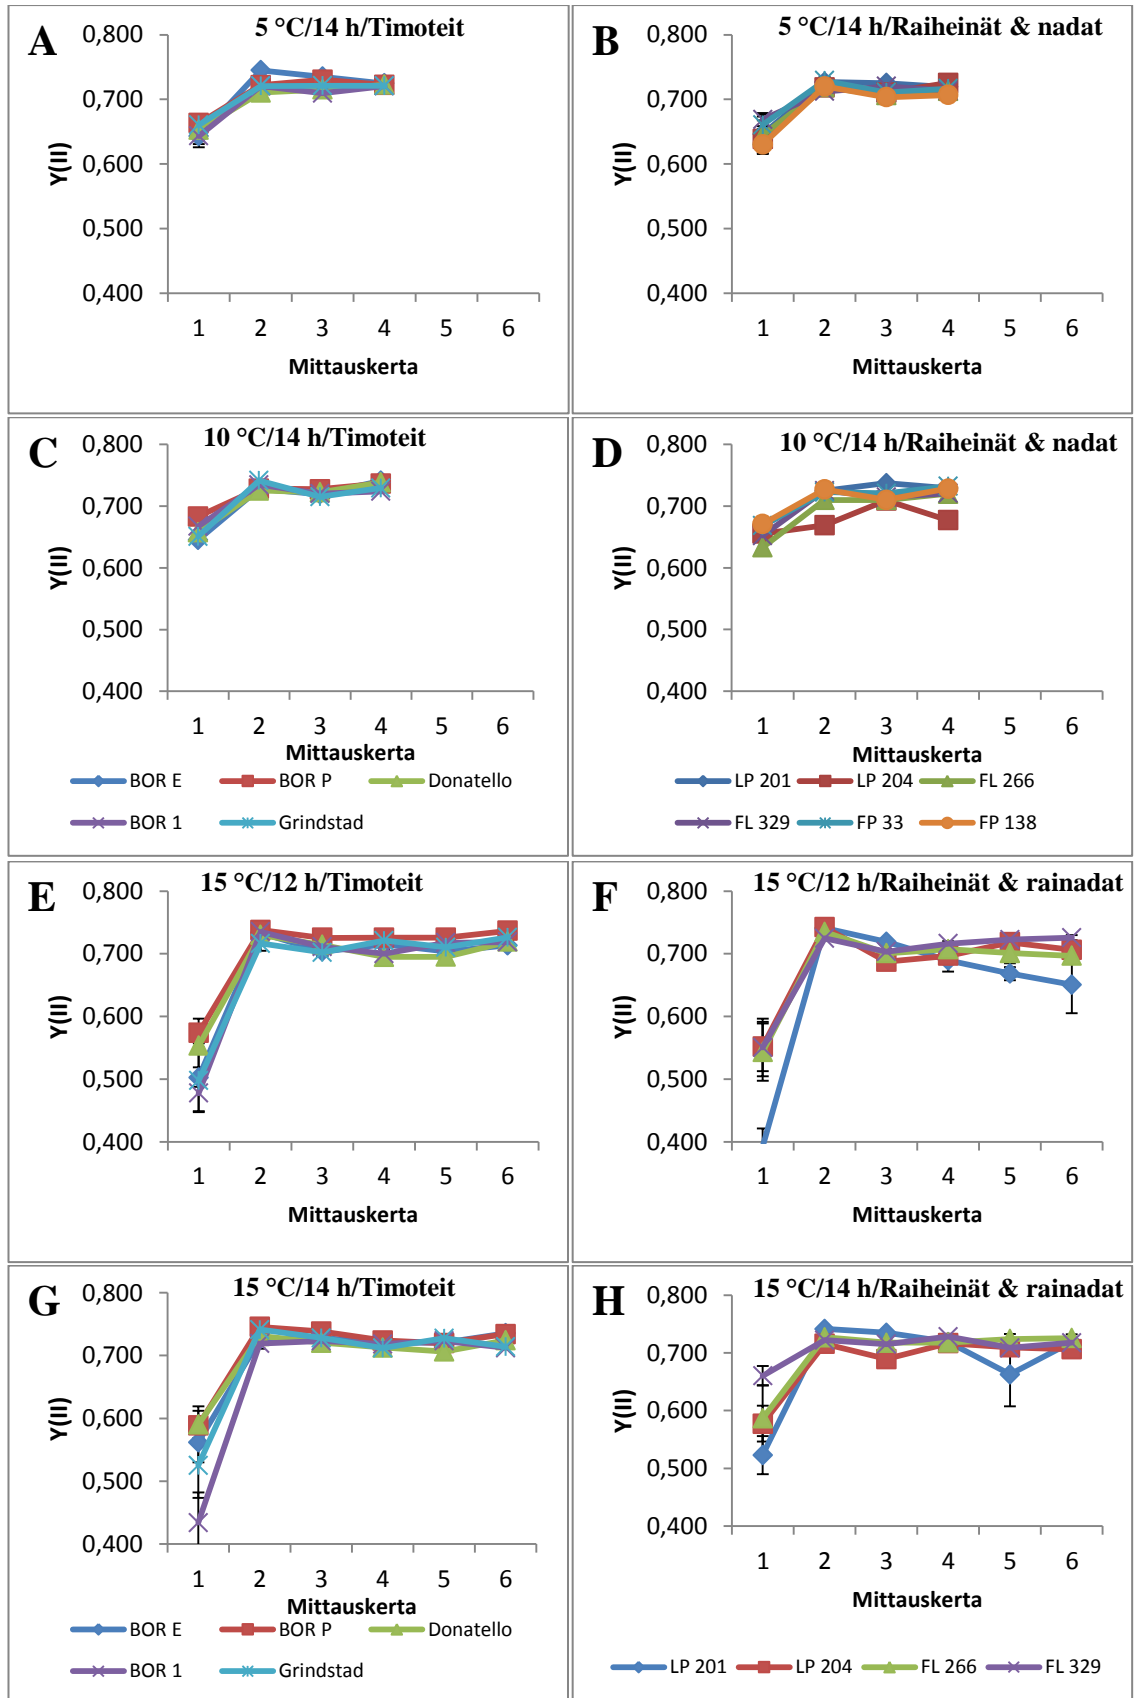 A
5 °C/14 h/Timoteit
0,800
0,700
0,600
0,500
0,400
Y(II)
1 2 3 4 5 6
Mittauskerta
B
5 °C/14 h/Raiheinät & nadat
0,800
0,700
0,600
0,500
0,400
Y(II)
1 2 3 4 5 6
Mittauskerta
C
10 °C/14 h/Timoteit
0,800
0,700
0,600
0,500
0,400
Y(II)
1 2 3 4 5 6
Mittauskerta
BOR E BOR P Donatello
BOR 1 Grindstad
D
10 °C/14 h/Raiheinät & nadat
0,800
0,700
0,600
0,500
0,400
Y(II)
1 2 3 4 5 6
Mittauskerta
LP 201 LP 204 FL 266
FL 329 FP 33 FP 138
E
15 °C/12 h/Timoteit
0,800
0,700
0,600
0,500
0,400
Y(II)
1 2 3 4 5 6
Mittauskerta
F
15 °C/12 h/Raiheinät & rainadat
0,800
0,700
0,600
0,500
0,400
Y(II)
1 2 3 4 5 6
Mittauskerta
G
15 °C/14 h/Timoteit
0,800
0,700
0,600
0,500
0,400
Y(II)
1 2 3 4 5 6
Mittauskerta
BOR E BOR P Donatello
BOR 1 Grindstad
H
15 °C/14 h/Raiheinät & rainadat
0,800
0,700
0,600
0,500
0,400
Y(II)
1 2 3 4 5 6
Mittauskerta
LP 201 LP 204 FL 266 FL 329